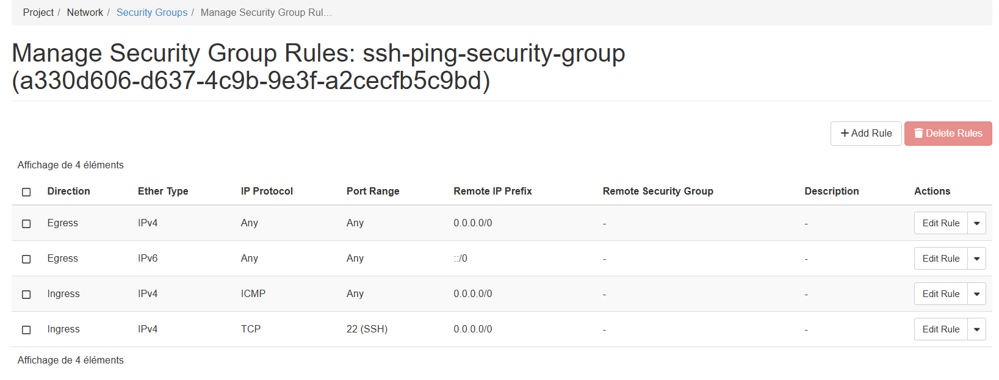 Project / Network / Security Groups / Manage Security Group Rul...
Manage Security Group Rules: ssh-ping-security-group
(a330d606-d637-4c9b-9e3f-a2cecfb5c9bd)
+ Add Rule Delete Rules
Affichage de 4 éléments
Direction Ether Type IP Protocol Port Range Remote IP Prefix Remote Security Group Description Actions
Egress IPv4 Any Any 0.0.0.0/0 - - Edit Rule
Egress IPv6 Any Any ::/0 - - Edit Rule
Ingress IPv4 ICMP Any 0.0.0.0/0 - - Edit Rule
Ingress IPv4 TCP 22 (SSH) 0.0.0.0/0 - - Edit Rule
Affichage de 4 éléments